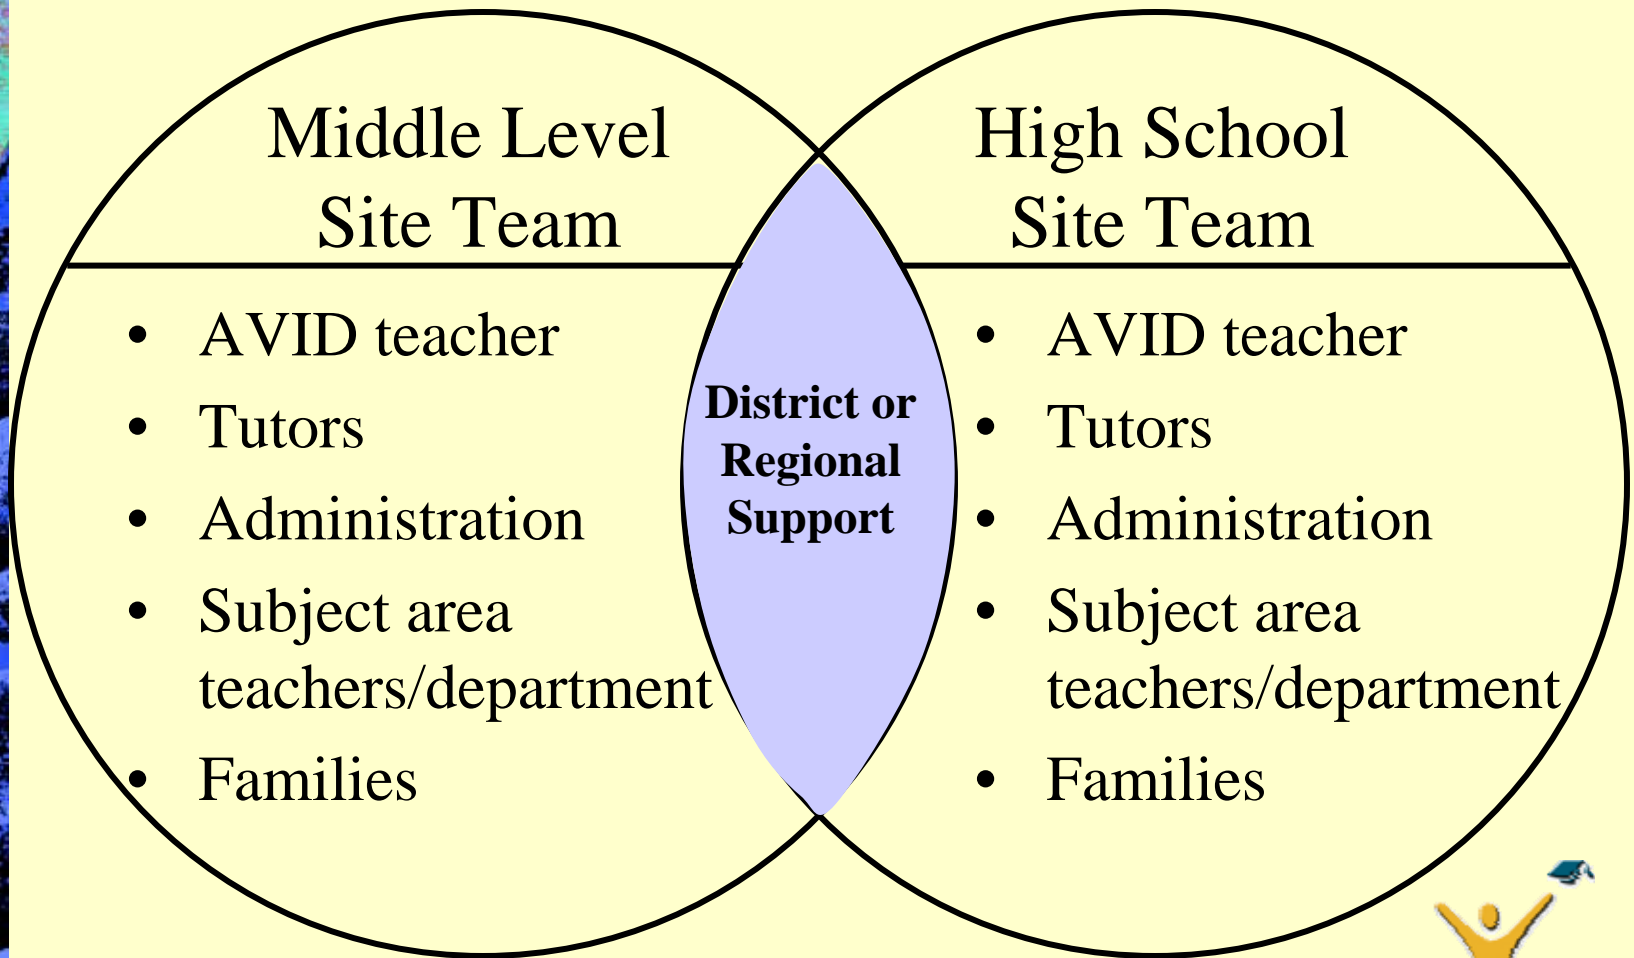 Middle Level
Site Team
• AVID teacher
• Tutors
• Administration
• Subject area
teachers/department
• Families
District or
Regional
Support
High School
Site Team
• AVID teacher
• Tutors
• Administration
• Subject area
teachers/department
• Families